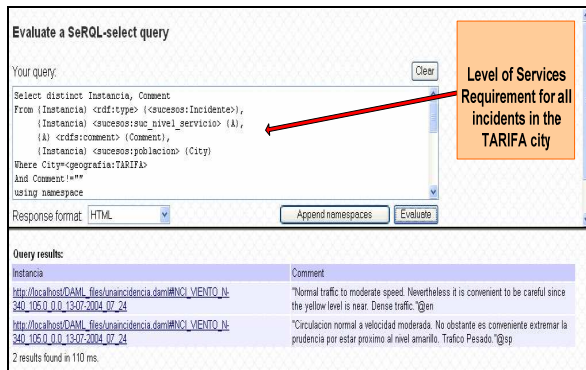 Evaluate a SeRQL-select query
Your query:
Clear
Select distinct Instancia, Comment
From {Instancia} <rdf:type> {<sucesos:Incidente>},
{Instancia} <sucesos:suc_nivel_servicio> {A},
{A} <rdfs:comment> {Comment},
{Instancia} <sucesos:poblacion> {City}
Where City=<geografia:TARIFA>
And Comment!=""
using namespace
Response format: HTML
Append namespaces
Evaluate
Level of Services
Requirement for all
incidents in the
TARIFA city
Query results:
Instancia
Comment
http://localhost/DAML_files/unaincidencia.daml#NCI_VIENTO_N-
340_105.0_0.0_13-07-2004_07_24
"Normal traffic to moderate speed. Nevertheless it is convenient to be careful since
the yellow level is near. Dense traffic."@en
http://localhost/DAML_files/unaincidencia.daml#NCI_VIENTO_N-
340_105.0_0.0_13-07-2004_07_24
"Circulacion normal a velocidad moderada. No obstante es conveniente extremar la
prudencia por estar proximo al nivel amarillo. Trafico Pesado."@sp
2 results found in 110 ms.